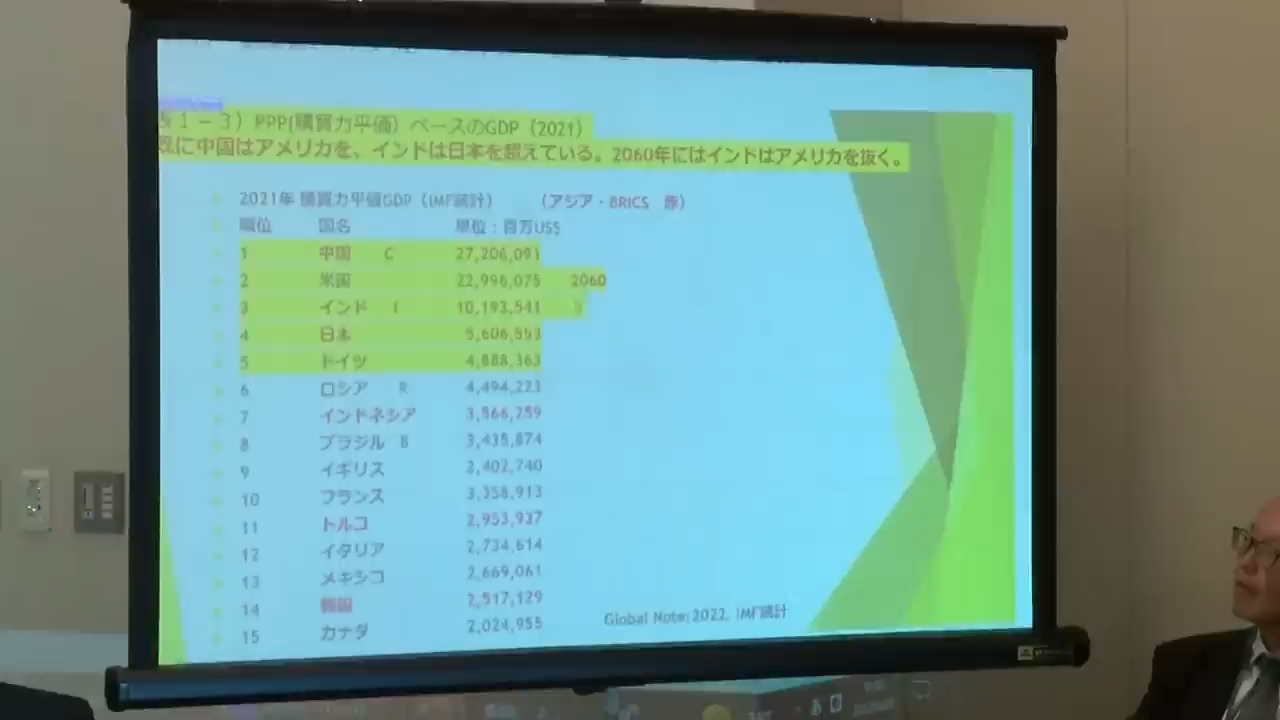 １－３）PPP(購買力平価）ベースのGDP（2021）
既に中国はアメリカを、インドは日本を超えている。2060年にはインドはアメリカを抜く。
2021年 購買力平価GDP（IMF統計） （アジア・BRICS 赤）
順位 国名 単位：百万US$
1 中国 C 27,206,091
2 米国 22,996,075 2060
3 インド I 10,193,541
4 日本 5,606,553
5 ドイツ 4,888,363
6 ロシア R 4,494,223
7 インドネシア 3,566,259
8 ブラジル B 3,435,874
9 イギリス 3,402,740
10 フランス 3,358,913
11 トルコ 2,953,937
12 イタリア 2,734,614
13 メキシコ 2,669,061
14 韓国 2,517,129
15 カナダ 2,024,955
Global Note:2022. IMF統計